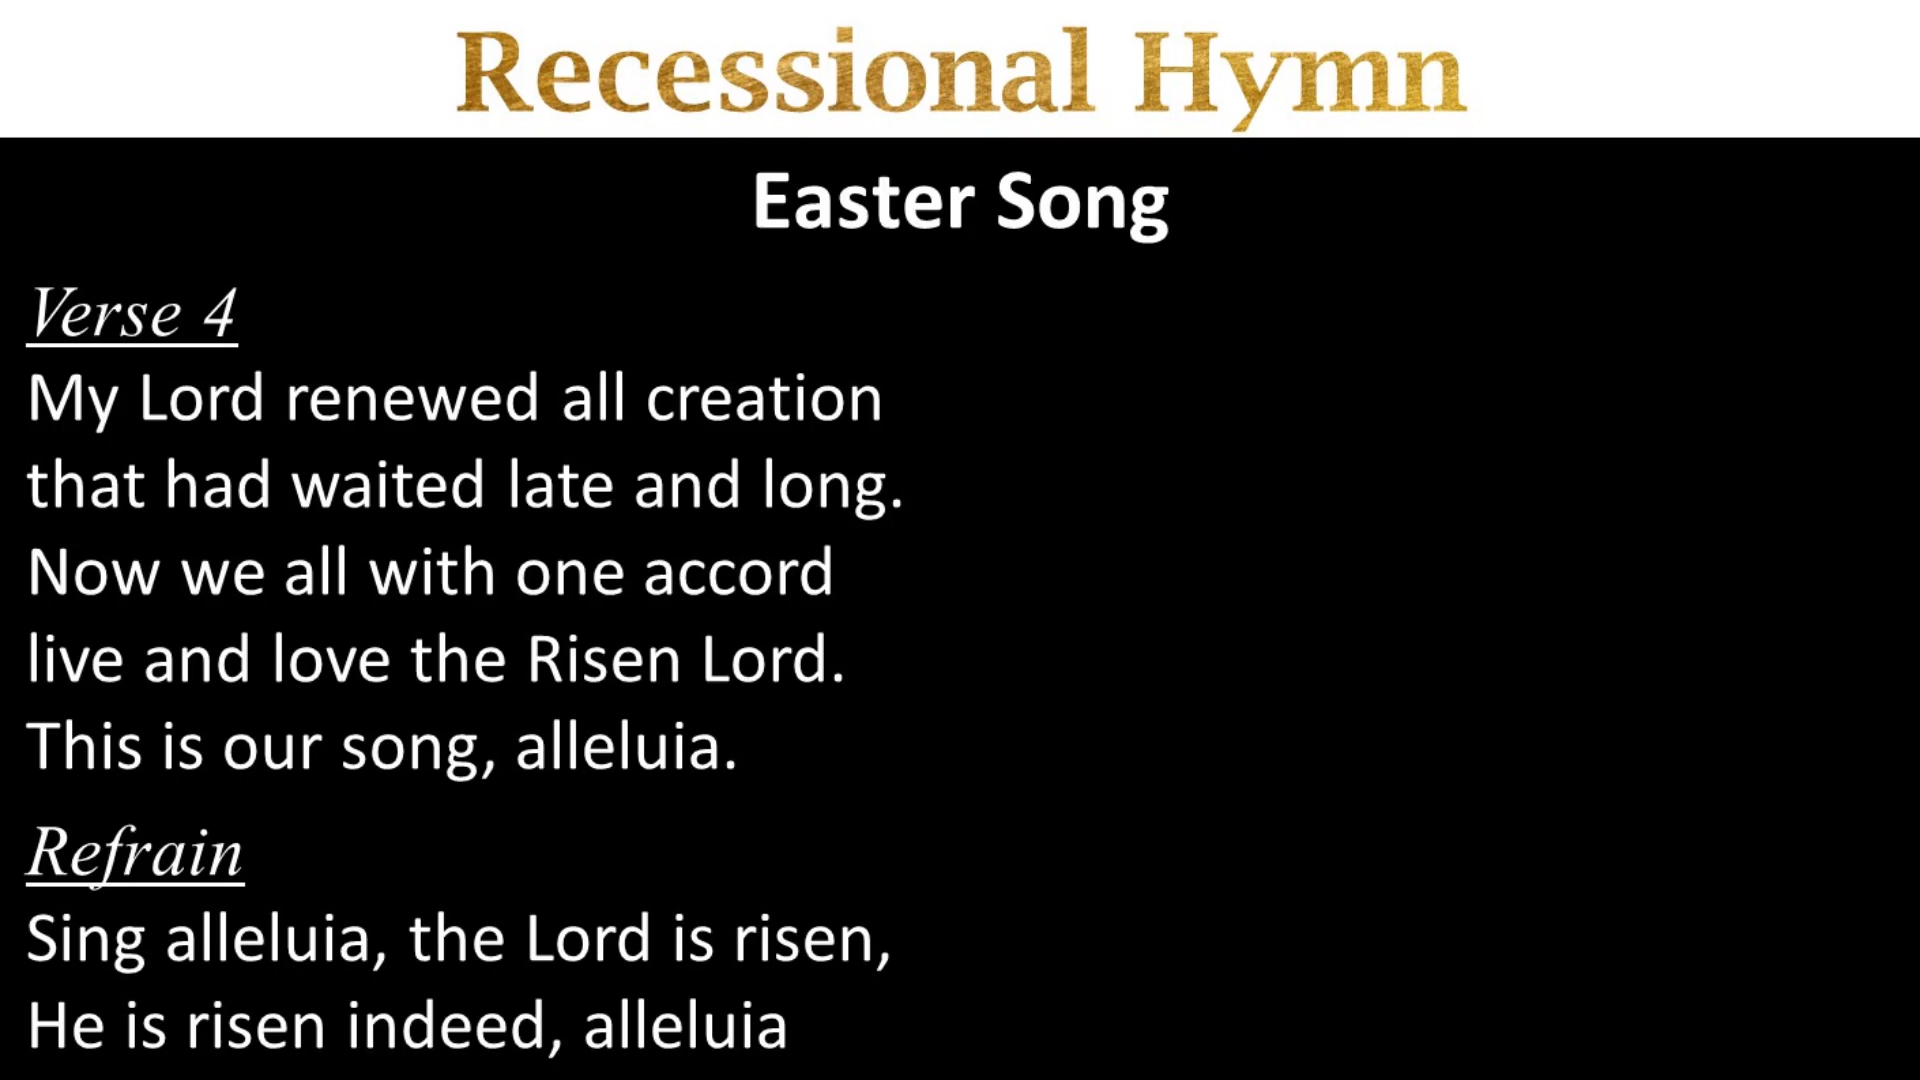 Recessional Hymn
Easter Song
Verse 4
My Lord renewed all creation
that had waited late and long.
Now we all with one accord
live and love the Risen Lord.
This is our song, alleluia.
Refrain
Sing alleluia, the Lord is risen,
He is risen indeed, alleluia